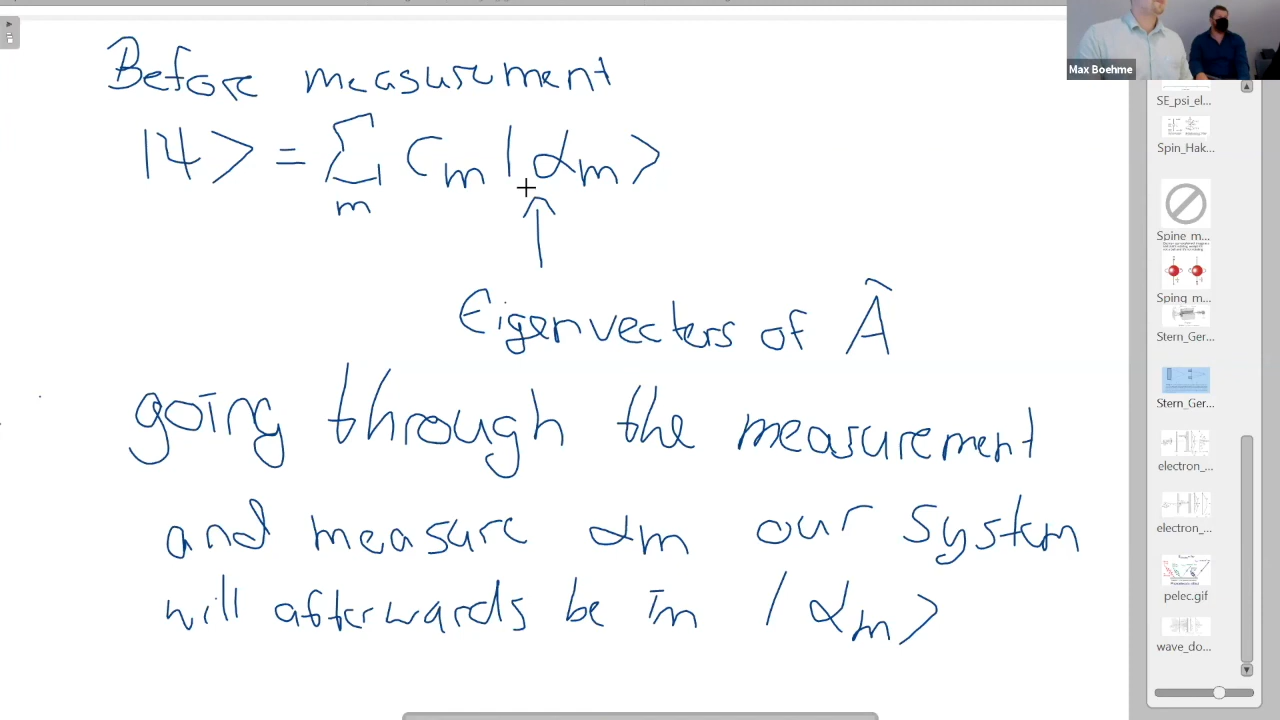 Before measurement
|ψ> = Σ Cm |αm>
m
Eigenvectors of Â
going through the measurement
and measure αm our system
will afterwards be in |αm>
Max Boehme
SE_psi_el...
Spin_Hak...
Spine_m...
Spinq_m...
Stern_Ger...
Stern_Ger...
electron_...
electron_...
pelec.gif
wave_do...